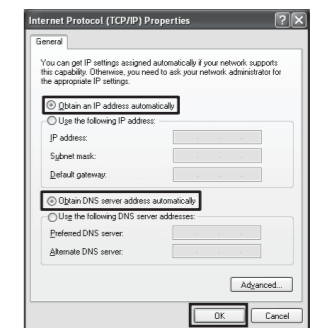 Internet Protocol (TCP/IP) Properties
General
You can get IP settings assigned automatically if your network supports
this capability. Otherwise, you need to ask your network administrator for
the appropriate IP settings.
Obtain an IP address automatically
Use the following IP address:
IP address:
Subnet mask:
Default gateway:
Obtain DNS server address automatically
Use the following DNS server addresses:
Preferred DNS server:
Alternate DNS server:
Advanced...
OK
Cancel